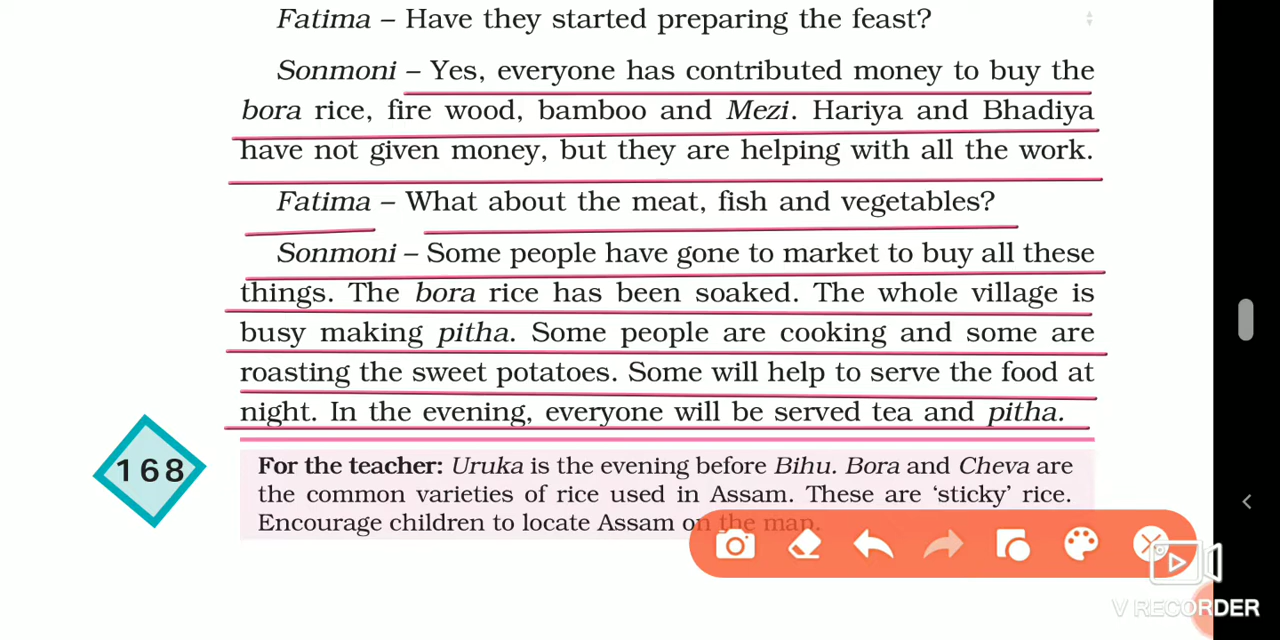 Fatima – Have they started preparing the feast?
Sonmoni – Yes, everyone has contributed money to buy the
bora rice, fire wood, bamboo and Mezi. Hariya and Bhadiya
have not given money, but they are helping with all the work.
Fatima – What about the meat, fish and vegetables?
Sonmoni – Some people have gone to market to buy all these
things. The bora rice has been soaked. The whole village is
busy making pitha. Some people are cooking and some are
roasting the sweet potatoes. Some will help to serve the food at
night. In the evening, everyone will be served tea and pitha.
168
For the teacher: Uruka is the evening before Bihu. Bora and Cheva are
the common varieties of rice used in Assam. These are ‘sticky’ rice.
Encourage children to locate Assam on the map.
V RECORDER